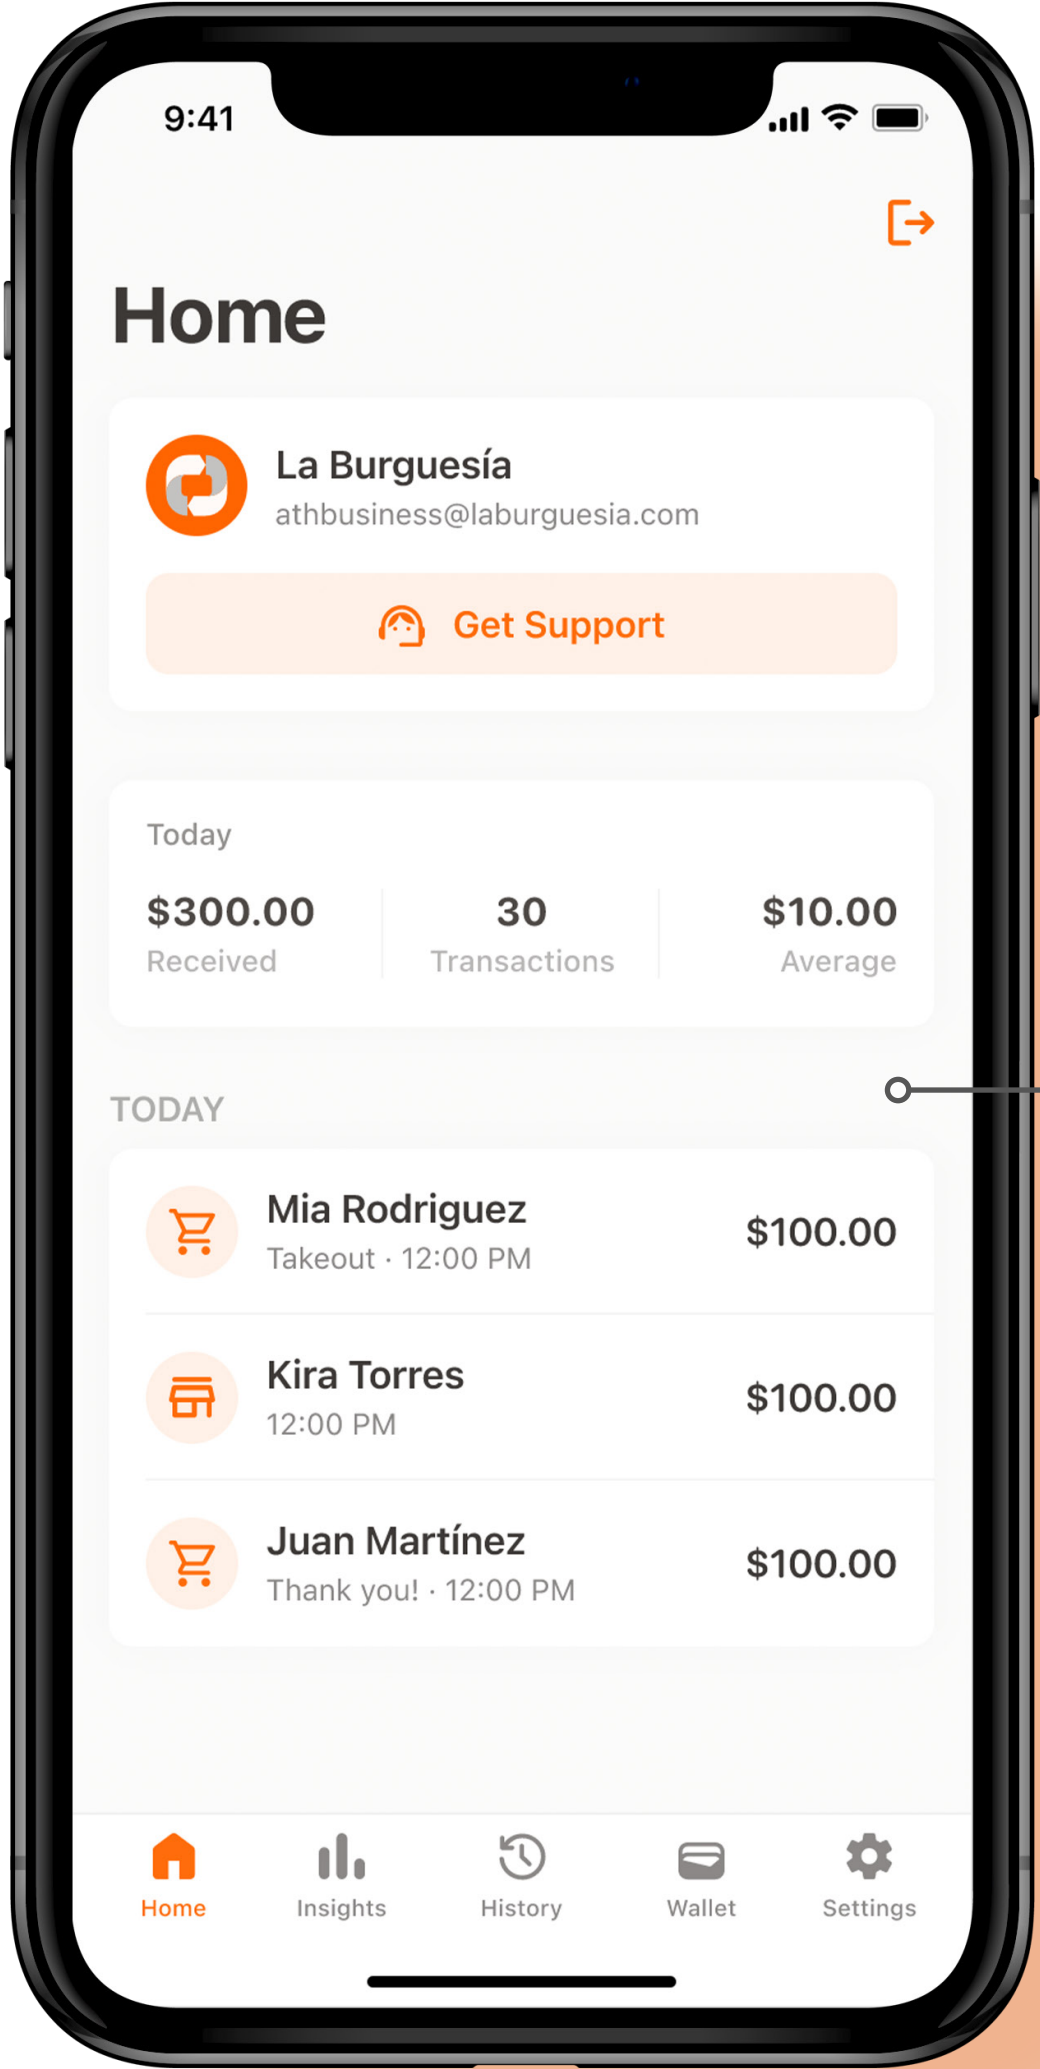 9:41
Home
La Burguesía
athbusiness@laburguesia.com
Get Support
Today
$300.00 30 $10.00
Received Transactions Average
TODAY
Mia Rodriguez
Takeout · 12:00 PM
$100.00
Kira Torres
12:00 PM
$100.00
Juan Martínez
Thank you! · 12:00 PM
$100.00
Home Insights History Wallet Settings